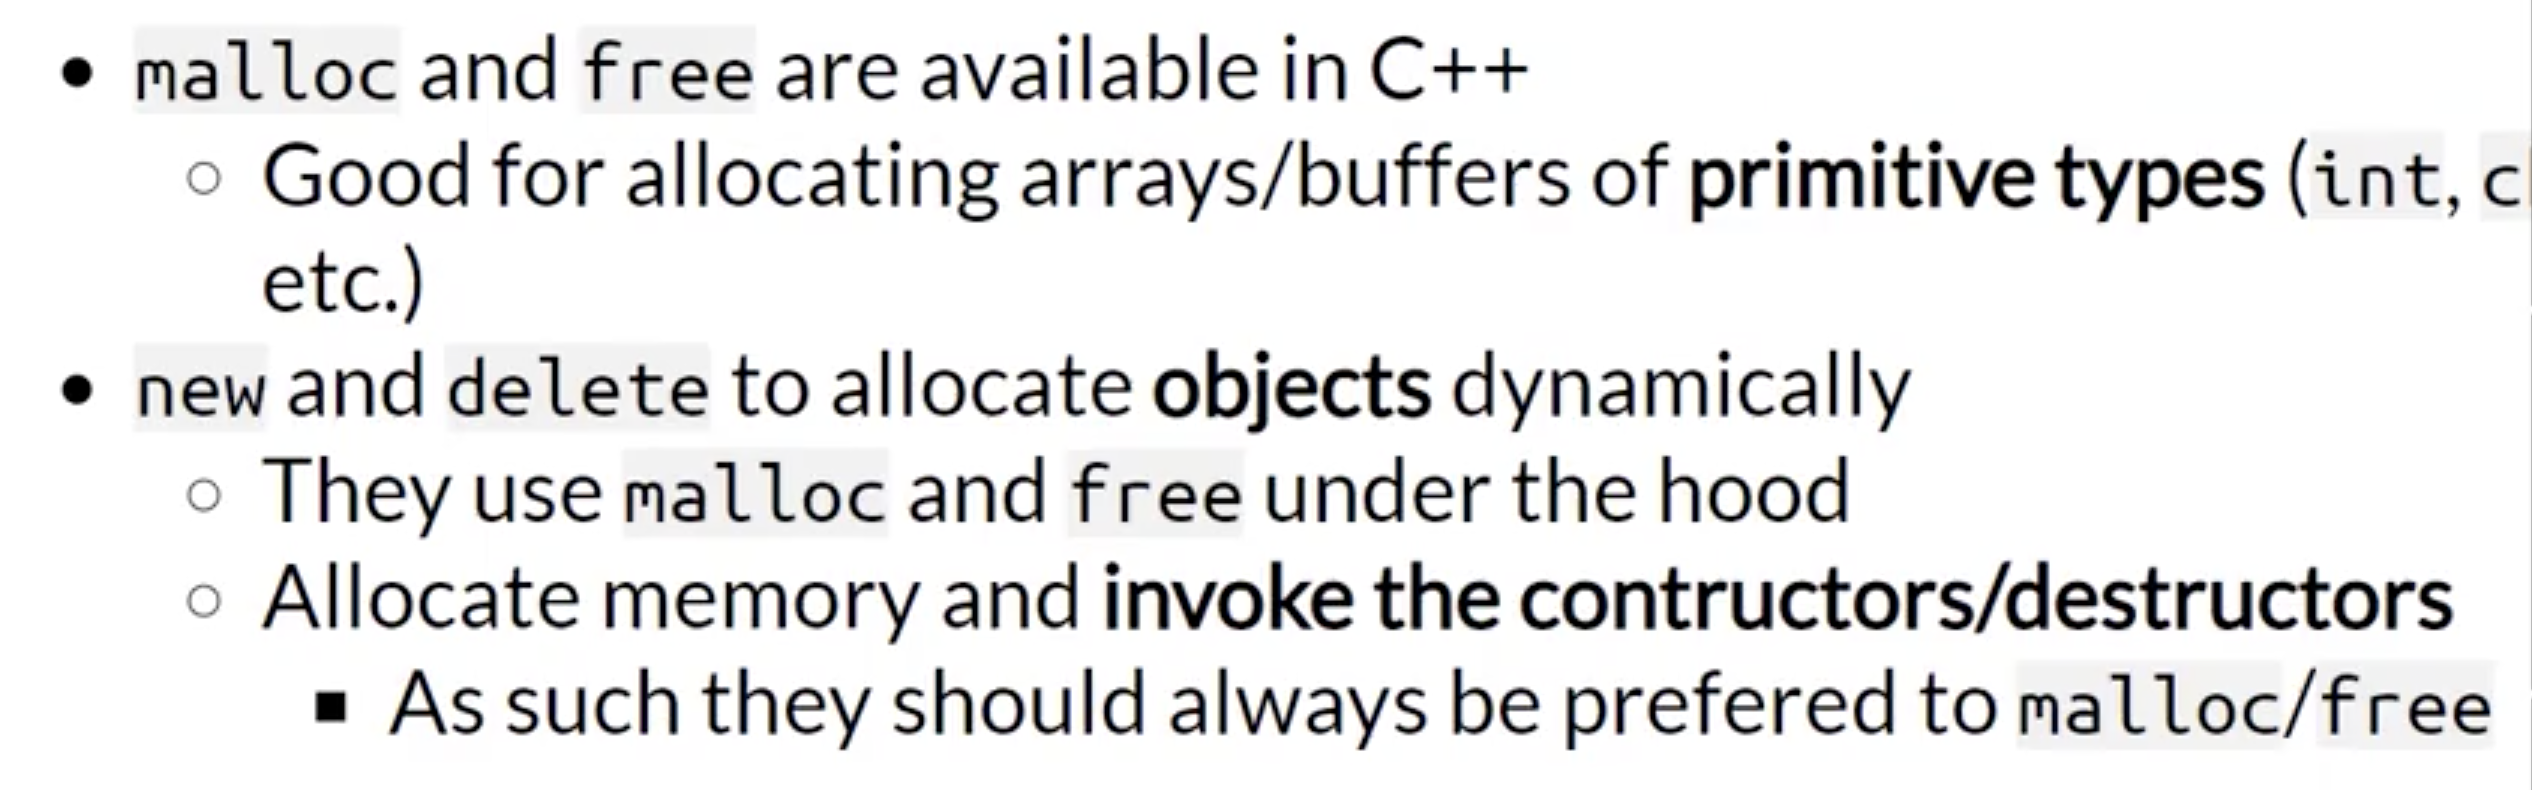 malloc and free are available in C++
Good for allocating arrays/buffers of primitive types (int,
etc.)
new and delete to allocate objects dynamically
They use malloc and free under the hood
Allocate memory and invoke the contructors/destructors
As such they should always be prefered to malloc/free